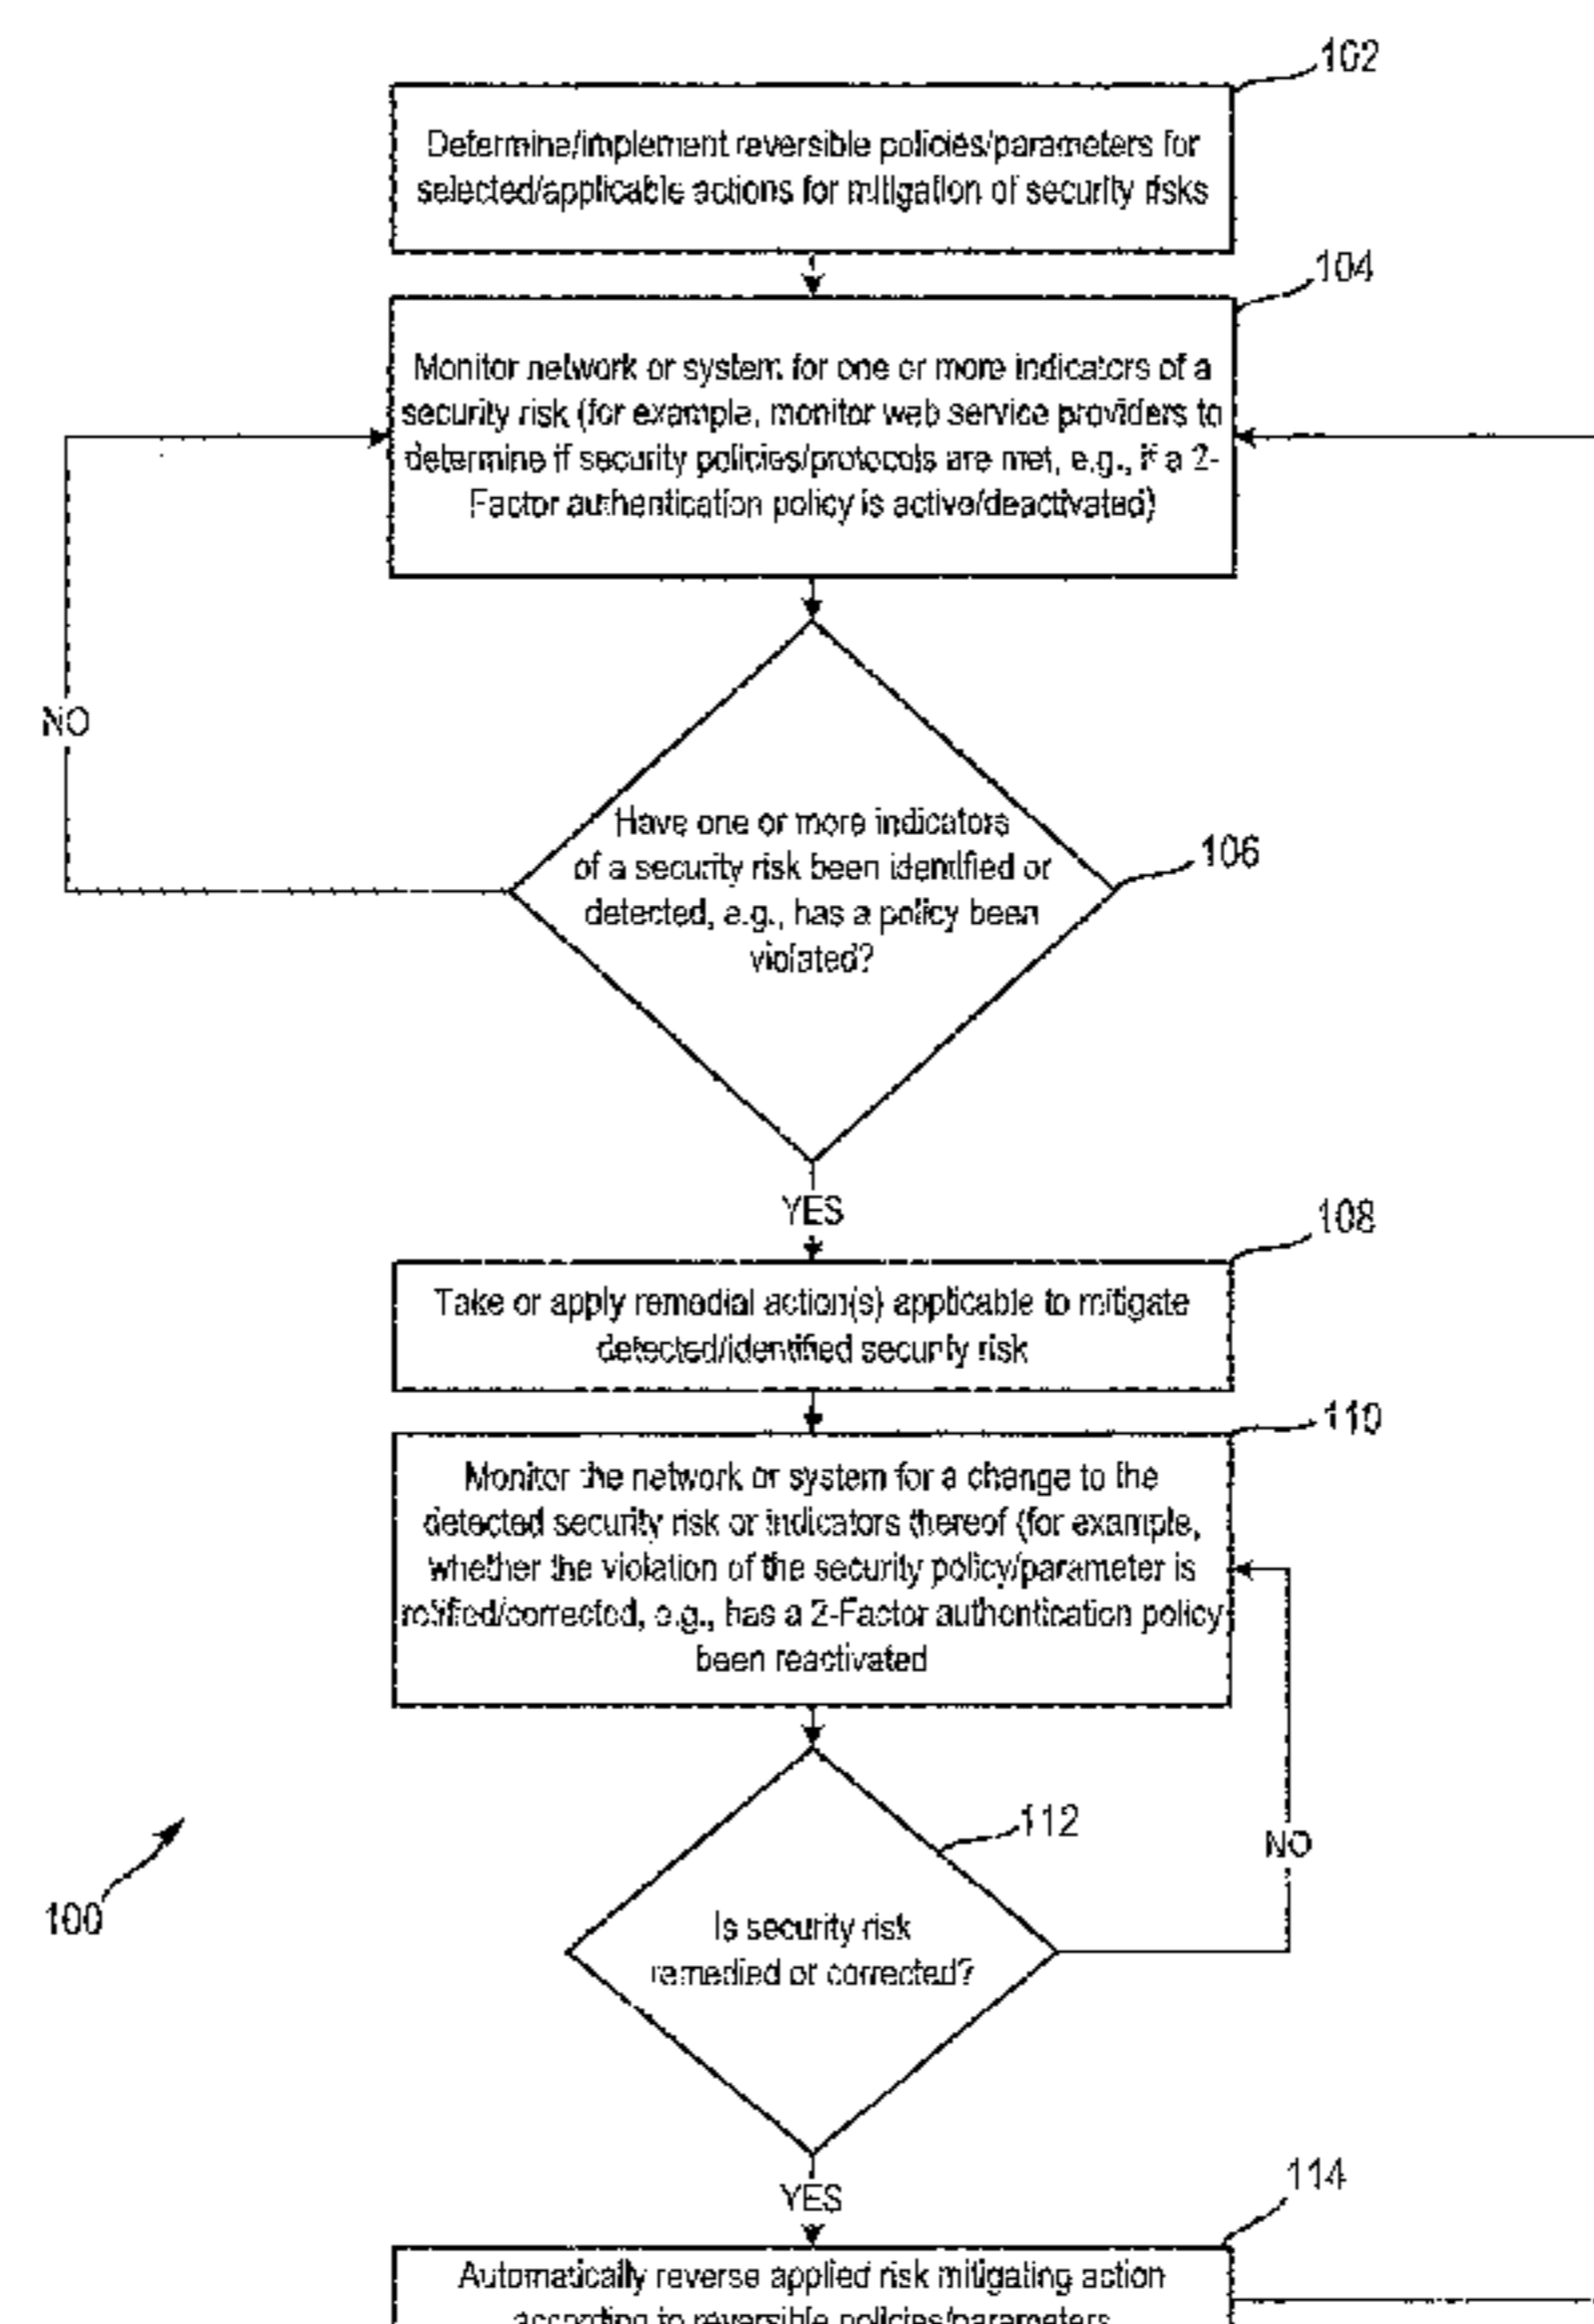 102
Determine/implement reversible policies/parameters for
selected/applicable actions for mitigation of security risks
104
Monitor network or system for one or more indicators of a
security risk (for example, monitor web service providers to
determine if security policies/protocols are met, e.g., if a 2-
Factor authentication policy is active/deactivated)
NO
Have one or more indicators
of a security risk been identified or
detected, e.g., has a policy been
violated?
106
YES
108
Take or apply remedial action(s) applicable to mitigate
detected/identified security risk
110
Monitor the network or system for a change to the
detected security risk or indicators thereof (for example,
whether the violation of the security policy/parameter is
retified/corrected, e.g., has a 2-Factor authentication policy
been reactivated
112
NO
100
Is security risk
remedied or corrected?
YES
114
Automatically reverse applied risk mitigating action
according to reversible policies/parameters